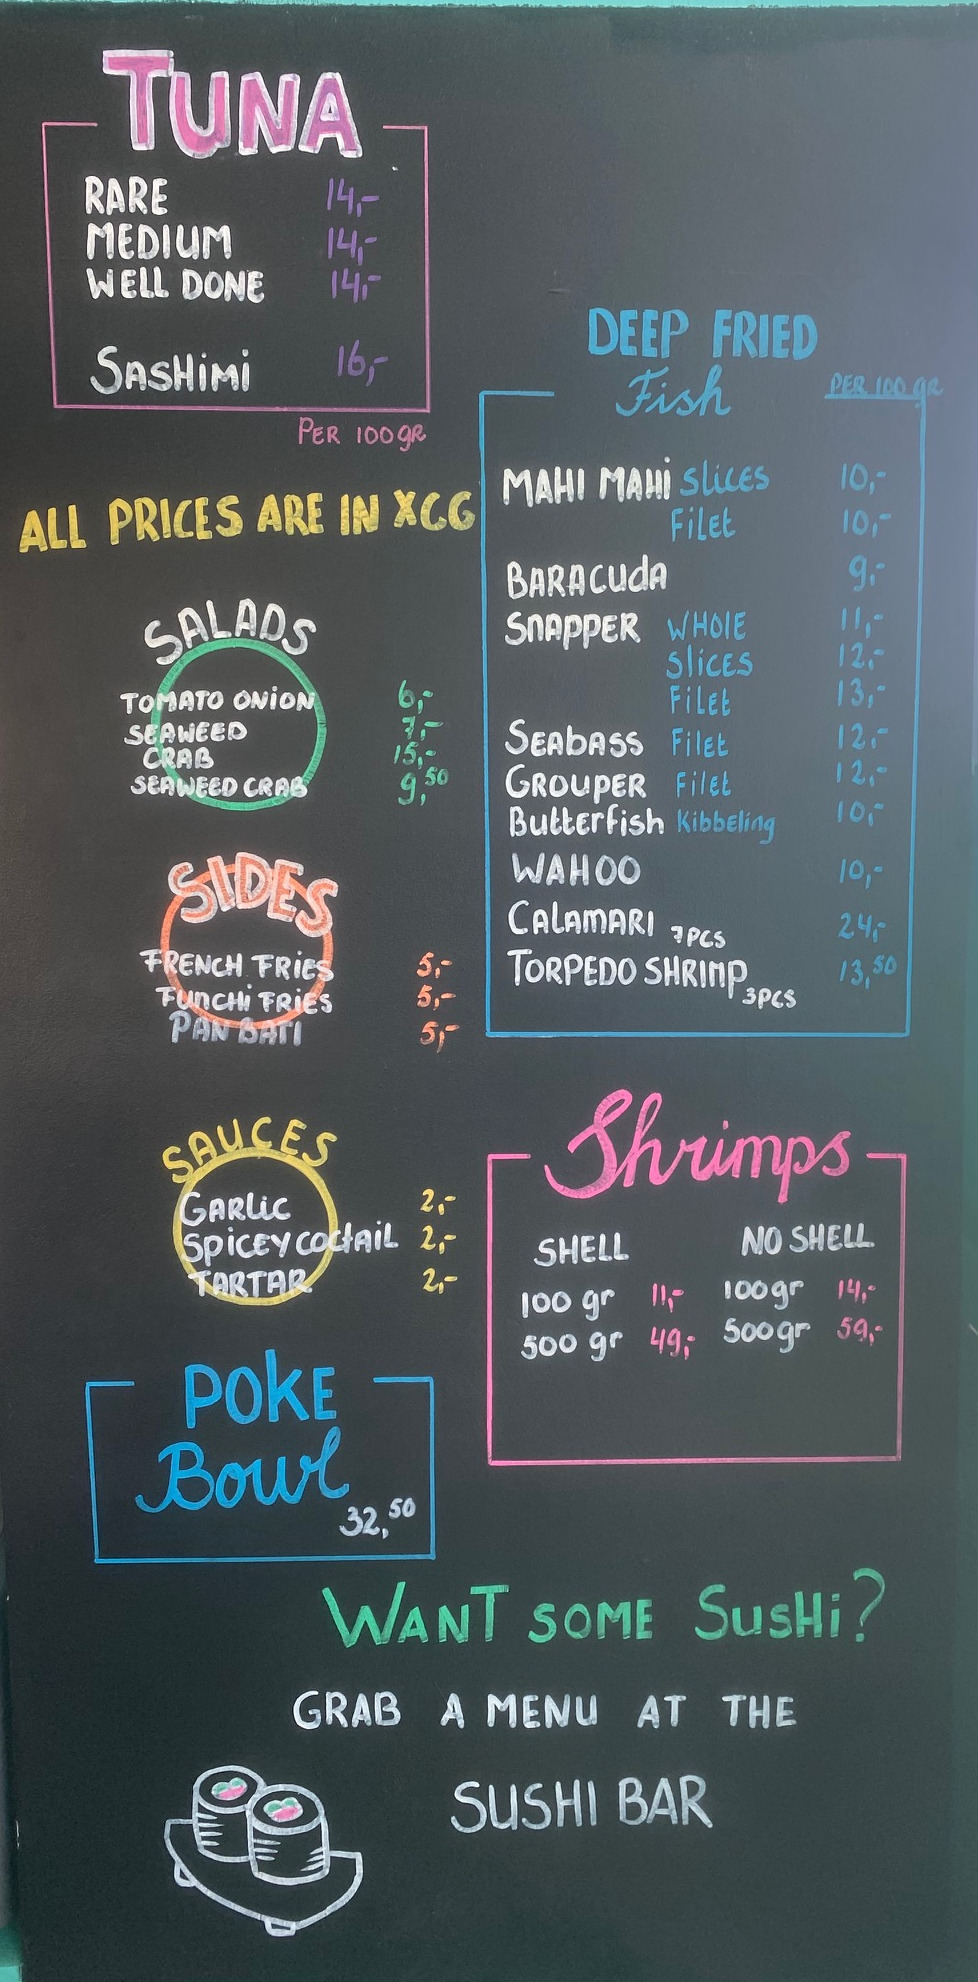 TUNA
RARE 14,-
MEDIUM 14,-
WELL DONE 14,-
SASHIMI 16,-
PER 100 gR
ALL PRICES ARE IN XCG
SALADS
TOMATO ONION 6,-
SEAWEED 7,-
CRAB 15,-
SEAWEED CRAB 9,50
SIDES
FRENCH FRIES 5,-
FUNCHI FRIES 5,-
PAN BATI 5,-
SAUCES
GARLIC 2,-
SPICEY COCTAIL 2,-
TARTAR 2,-
POKE
Bowl
32,50
DEEP FRIED
Fish PER 100 gR
MAHI MAHI Slices 10,-
Filet 10,-
BARACUDA 9,-
SNAPPER WHOLE 11,-
Slices 12,-
Filet 13,-
SEABASS Filet 12,-
GROUPER Filet 12,-
Butterfish Kibbeling 10,-
WAHOO 10,-
CALAMARI 7PCS 24,-
TORPEDO SHRIMP 3PCS 13,50
Shrimps
SHELL NO SHELL
100 gr 11,- 100gr 14,-
500 gr 49,- 500gr 59,-
WANT SOME SUSHI?
GRAB A MENU AT THE
SUSHI BAR